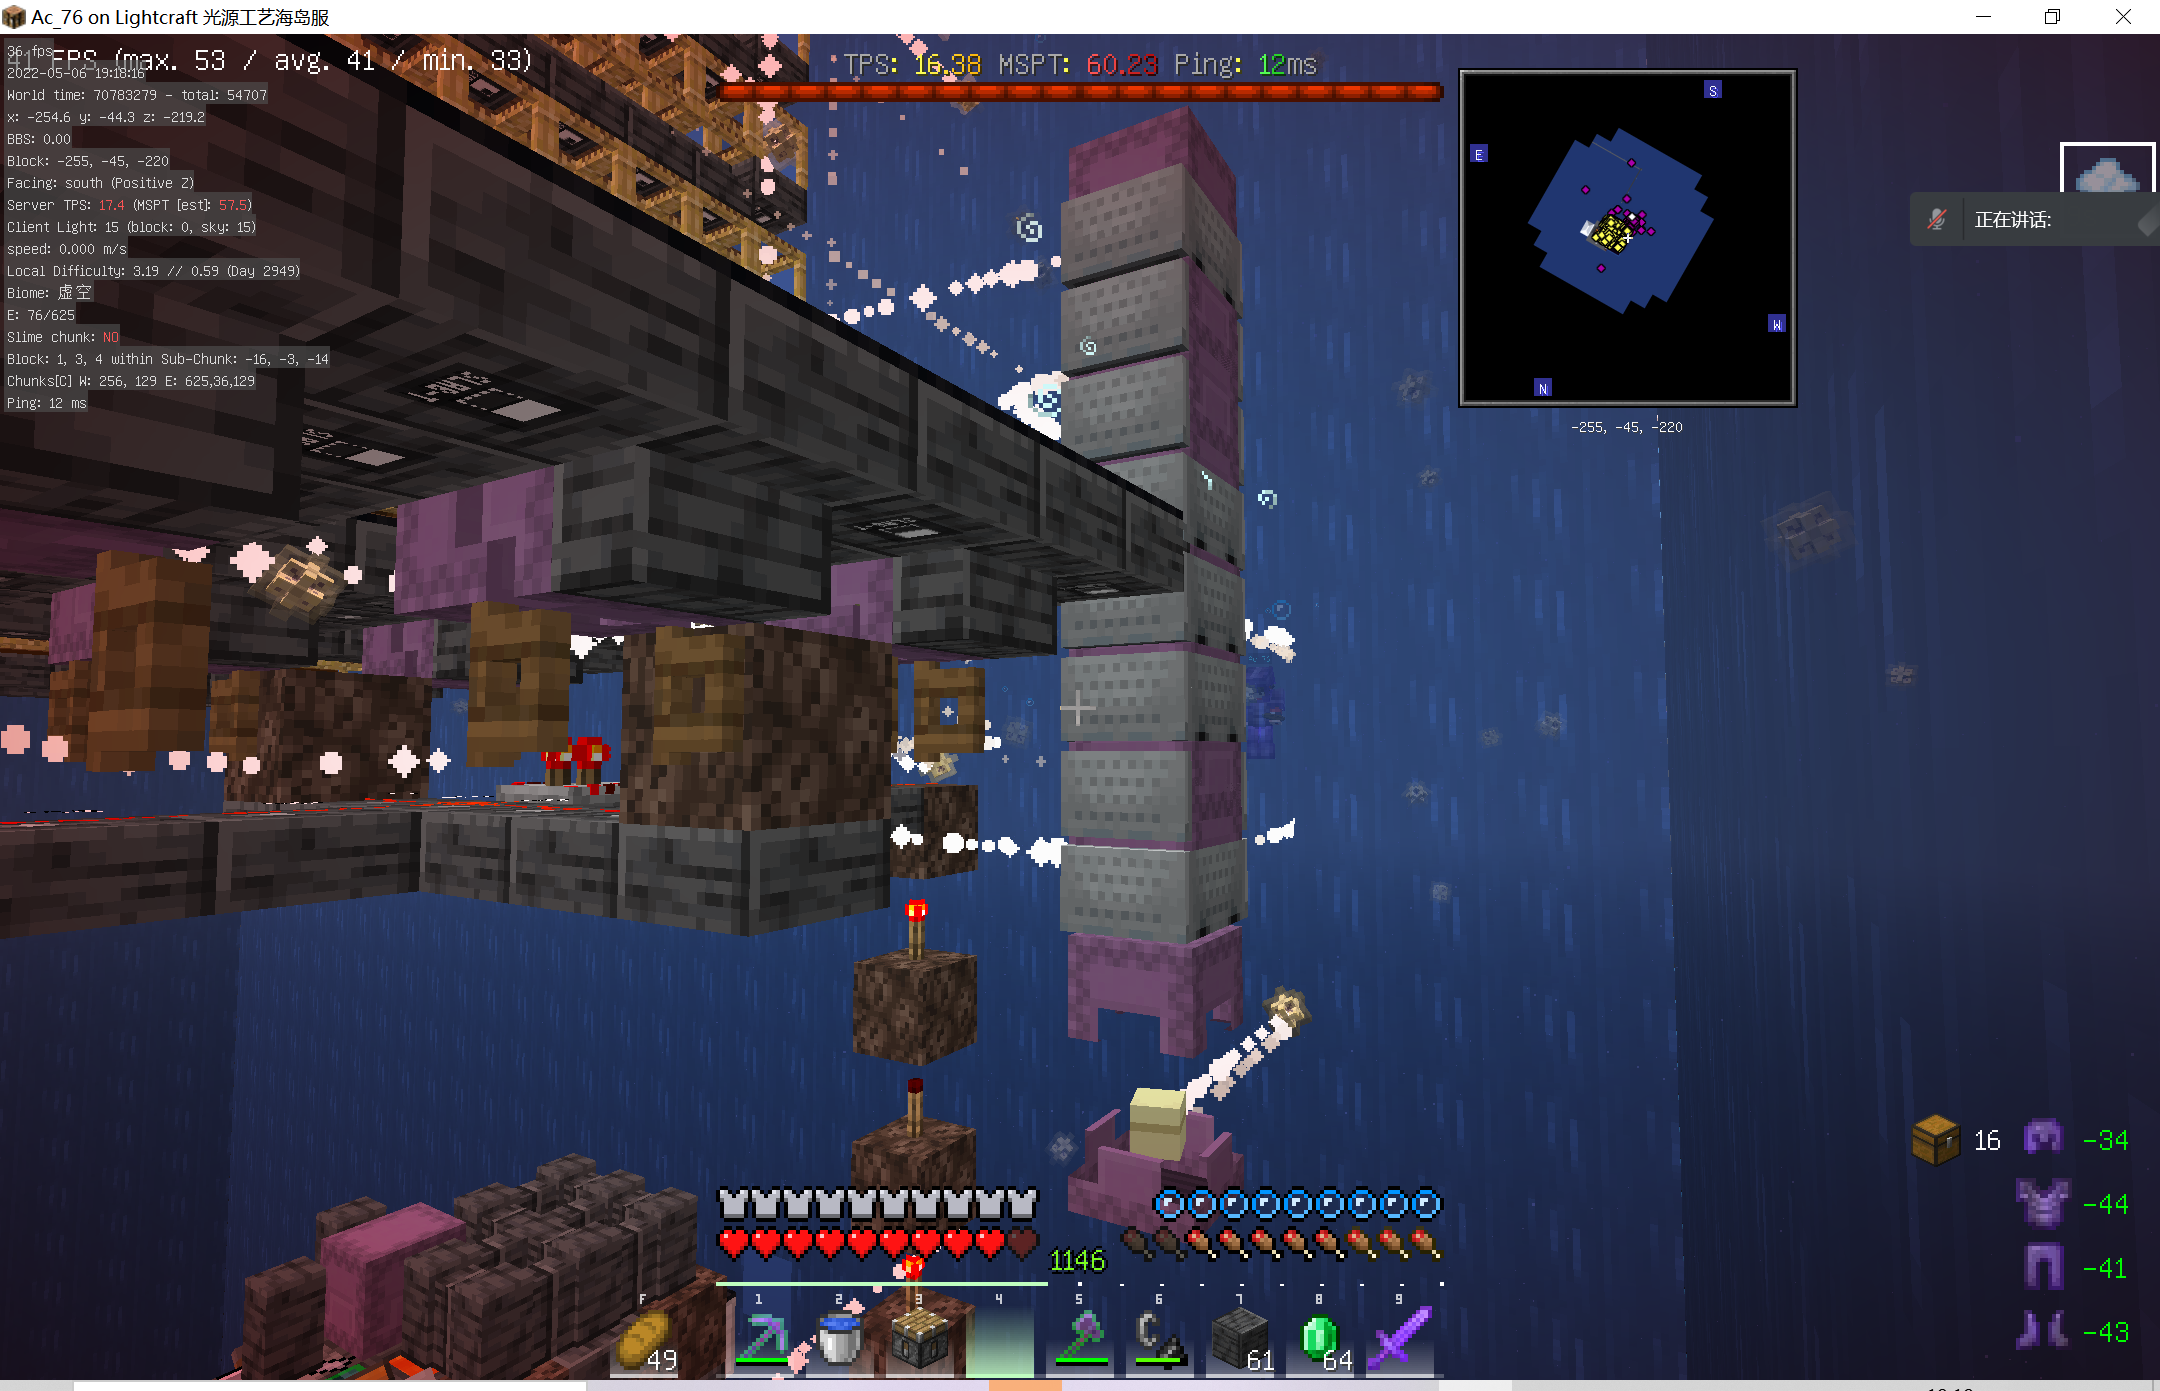 Ac_76 on Lightcraft 光源工艺海岛服
36 fps
FPS (max. 53 / avg. 41 / min. 33)
TPS: 16.38 MSPT: 60.23 Ping: 12ms
2022-05-06 19:18:16
World time: 70783279 - total: 54707
x: -254.6 y: -44.3 z: -219.2
BBS: 0.00
Block: -255, -45, -220
Facing: south (Positive Z)
Server TPS: 17.4 (MSPT [est]: 57.5)
Client Light: 15 (block: 0, sky: 15)
speed: 0.000 m/s
Local Difficulty: 3.19 // 0.59 (Day 2949)
Biome: 虚空
E: 76/625
Slime chunk: NO
Block: 1, 3, 4 within Sub-Chunk: -16, -3, -14
Chunks[C] W: 256, 129 E: 625,36,129
Ping: 12 ms
S
E
W
N
-255, -45, -220
正在讲话:
16
-34
-44
-41
-43
1146
F 1 2 3 4 5 6 7 8 9
49
61
64